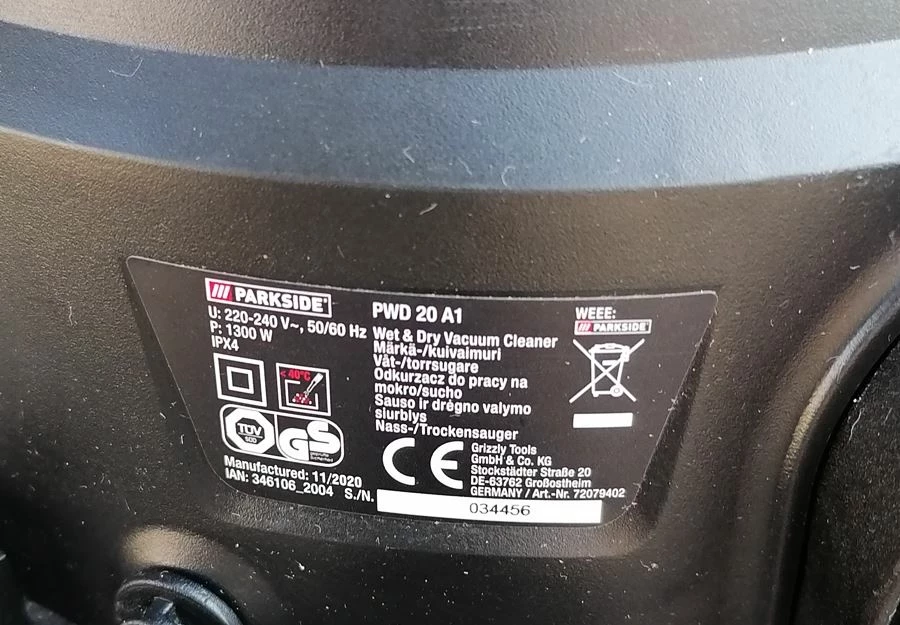 /// PARKSIDE®
U: 220-240 V~, 50/60 Hz
P: 1300 W
IPX4
< 40°C
TÜV
SÜD
GS
geprüfte
Sicherheit
Manufactured: 11/2020
IAN: 346106_2004 S./N.
034456
PWD 20 A1
Wet & Dry Vacuum Cleaner
Märkä-/kuivaimuri
Våt-/torrsugare
Odkurzacz do pracy na
mokro/sucho
Sauso ir drėgno valymo
siurblys
Nass-/Trockensauger
CE
Grizzly Tools
GmbH & Co. KG
Stockstädter Straße 20
DE-63762 Großostheim
GERMANY / Art.-Nr. 72079402
WEEE:
/// PARKSIDE®